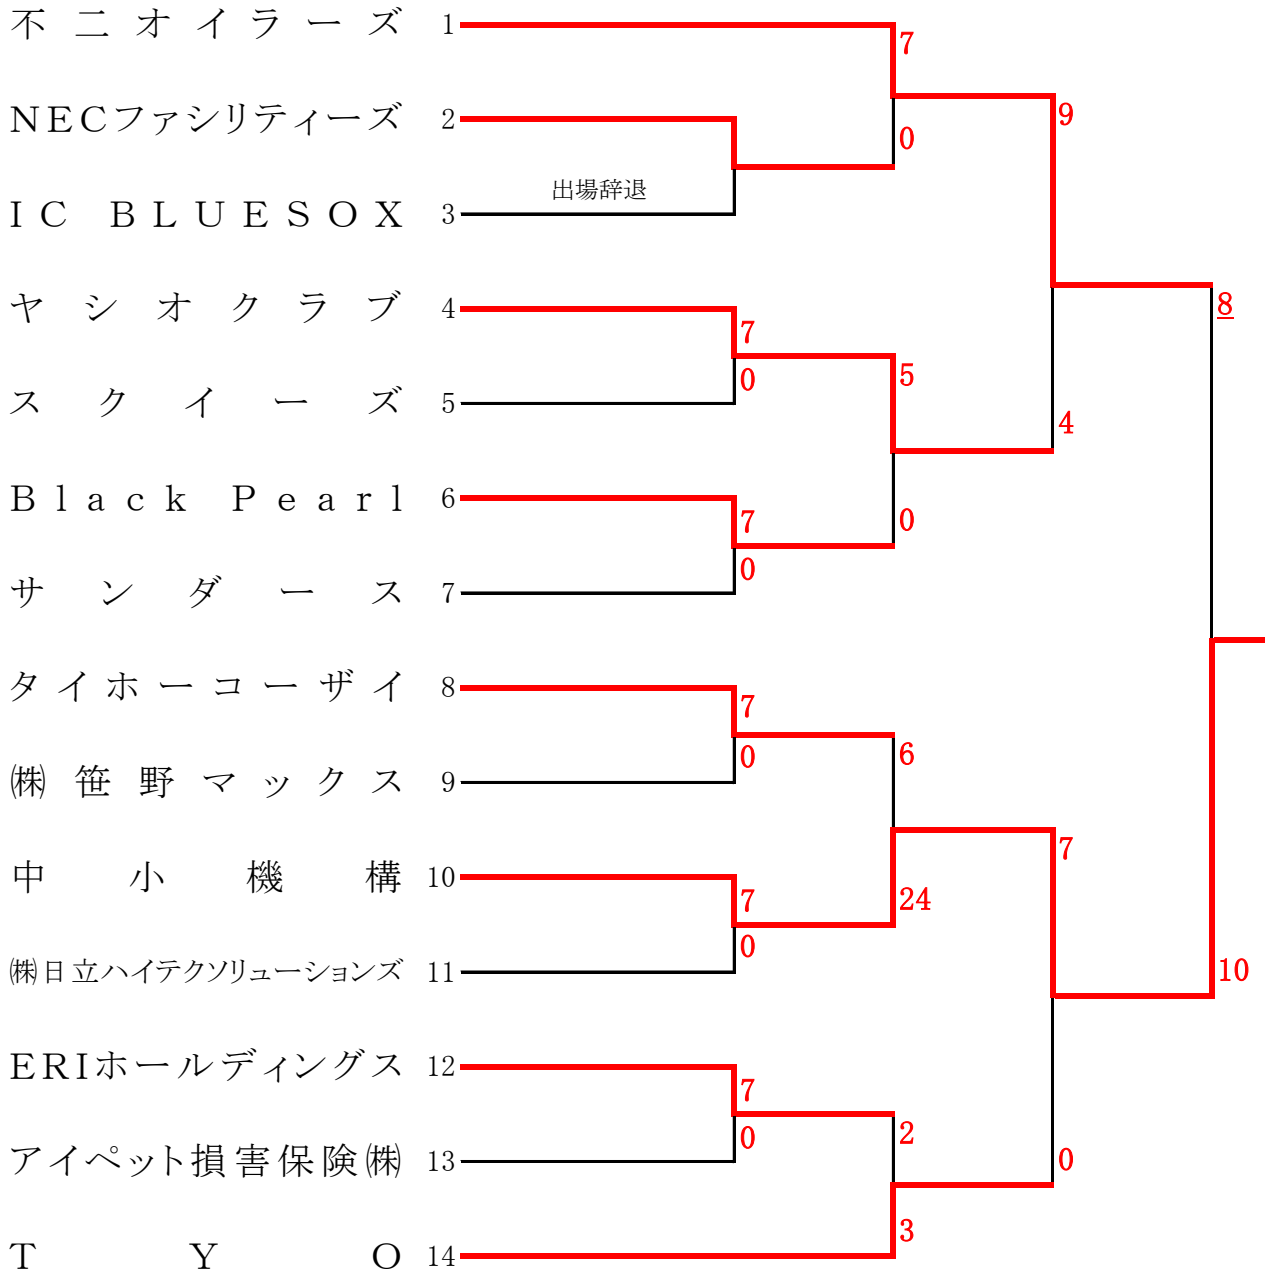 不二オイラーズ 1
7
9
NECファシリティーズ 2
0
出場辞退
IC BLUESOX 3
8
ヤシオクラブ 4
7
0
5
スクイーズ 5
4
Black Pearl 6
7
0
0
サンダース 7
タイホーコーザイ 8
7
0
6
㈱笹野マックス 9
7
中小機構 10
7
24
0
㈱日立ハイテクソリューションズ 11
10
ERIホールディングス 12
7
0
2
アイペット損害保険㈱ 13
0
3
TYO 14